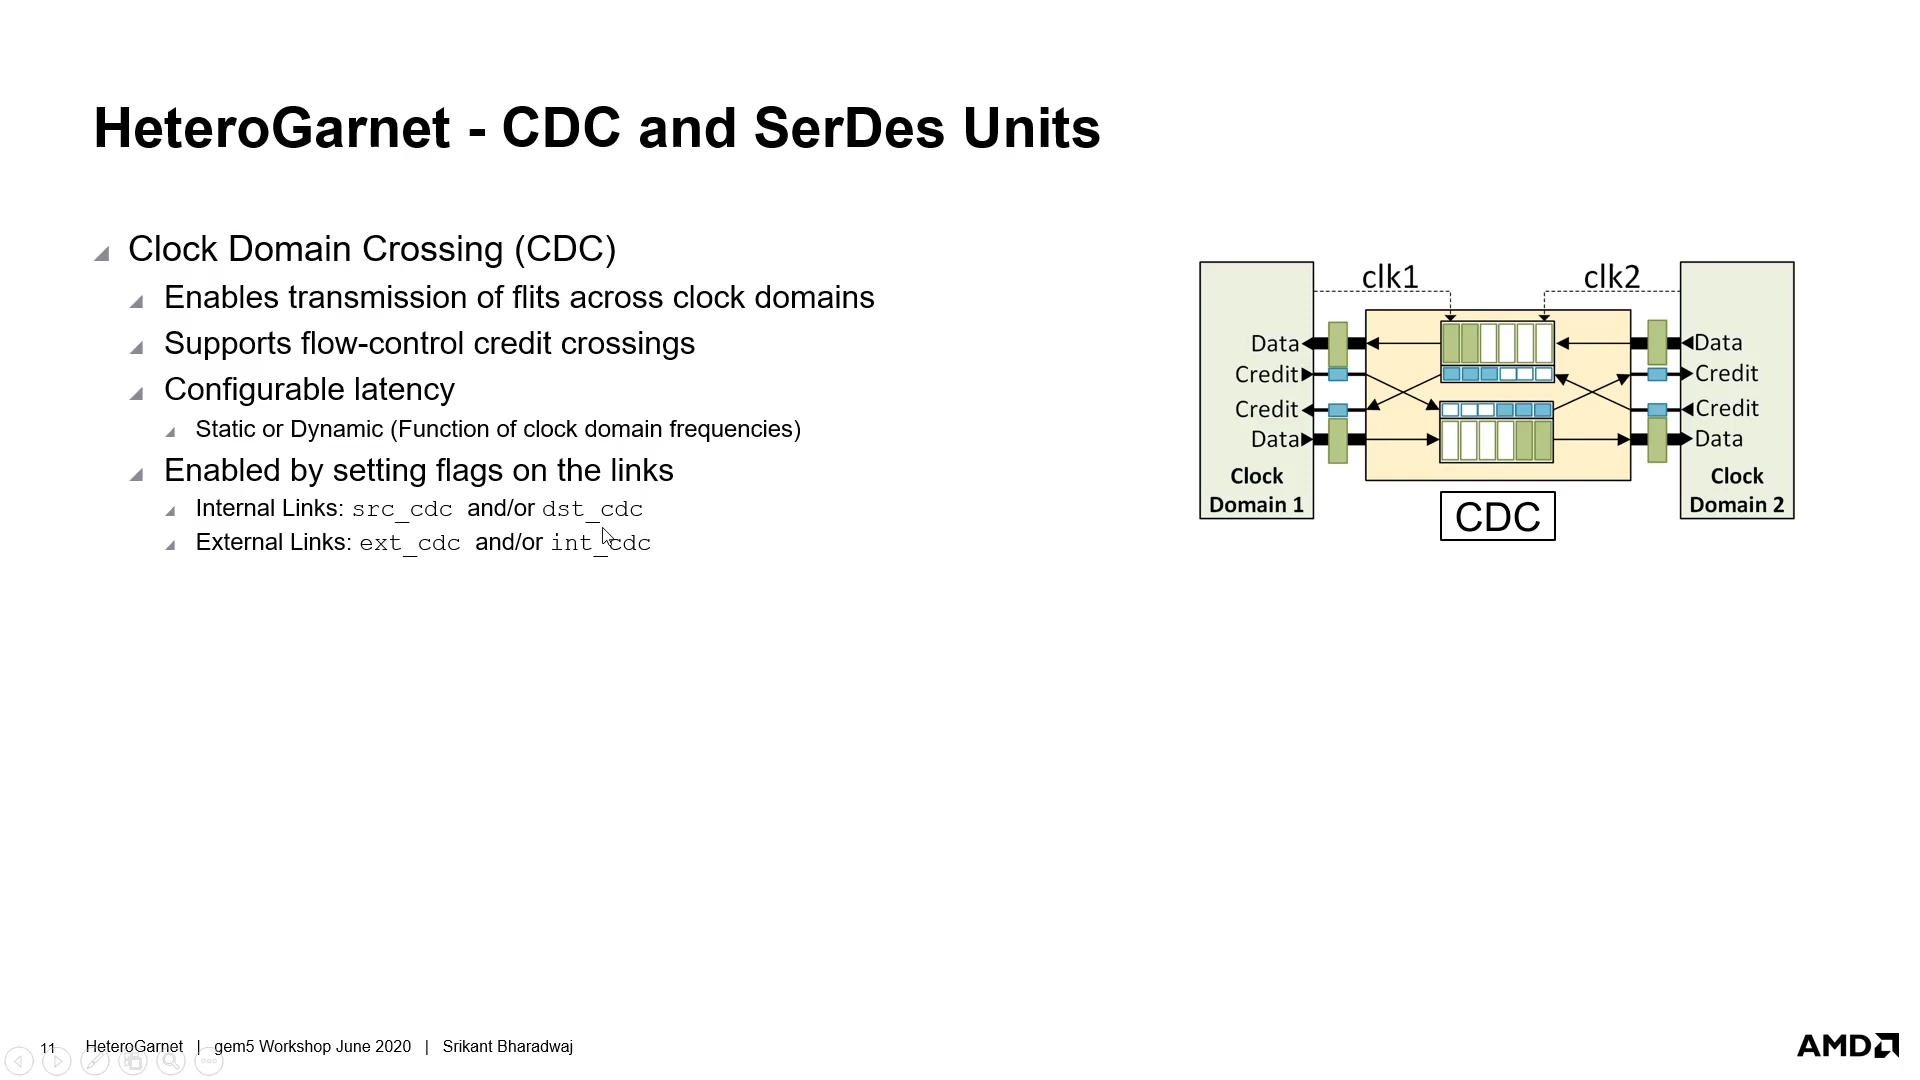 HeteroGarnet - CDC and SerDes Units
Clock Domain Crossing (CDC)
Enables transmission of flits across clock domains
Supports flow-control credit crossings
Configurable latency
Static or Dynamic (Function of clock domain frequencies)
Enabled by setting flags on the links
Internal Links: src_cdc and/or dst_cdc
External Links: ext_cdc and/or int_cdc
clk1
clk2
Data
Credit
Credit
Data
Clock
Domain 1
Data
Credit
Credit
Data
Clock
Domain 2
CDC
11 HeteroGarnet | gem5 Workshop June 2020 | Srikant Bharadwaj
AMD